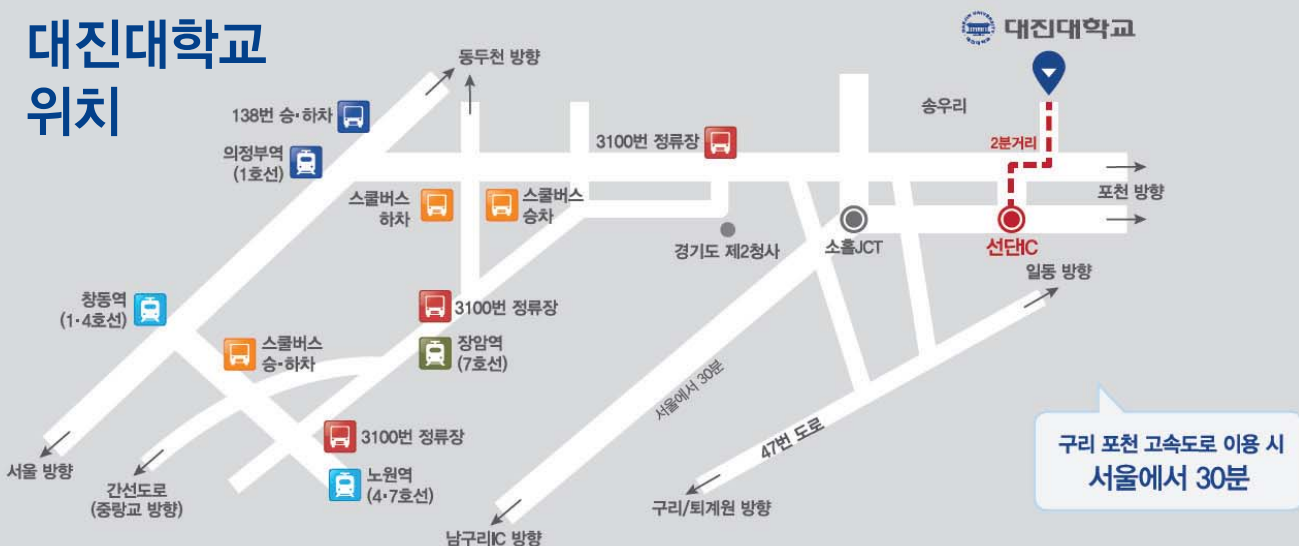 대진대학교
위치
대진대학교
동두천 방향
138번 승·하차
의정부역
(1호선)
스쿨버스
하차
스쿨버스
승차
3100번 정류장
송우리
2분거리
포천 방향
경기도 제2청사
소홀JCT
선단IC
일동 방향
창동역
(1·4호선)
스쿨버스
승·하차
3100번 정류장
장암역
(7호선)
서울에서 30분
47번 도로
3100번 정류장
노원역
(4·7호선)
서울 방향
간선도로
(중랑교 방향)
남구리IC 방향
구리/퇴계원 방향
구리 포천 고속도로 이용 시
서울에서 30분